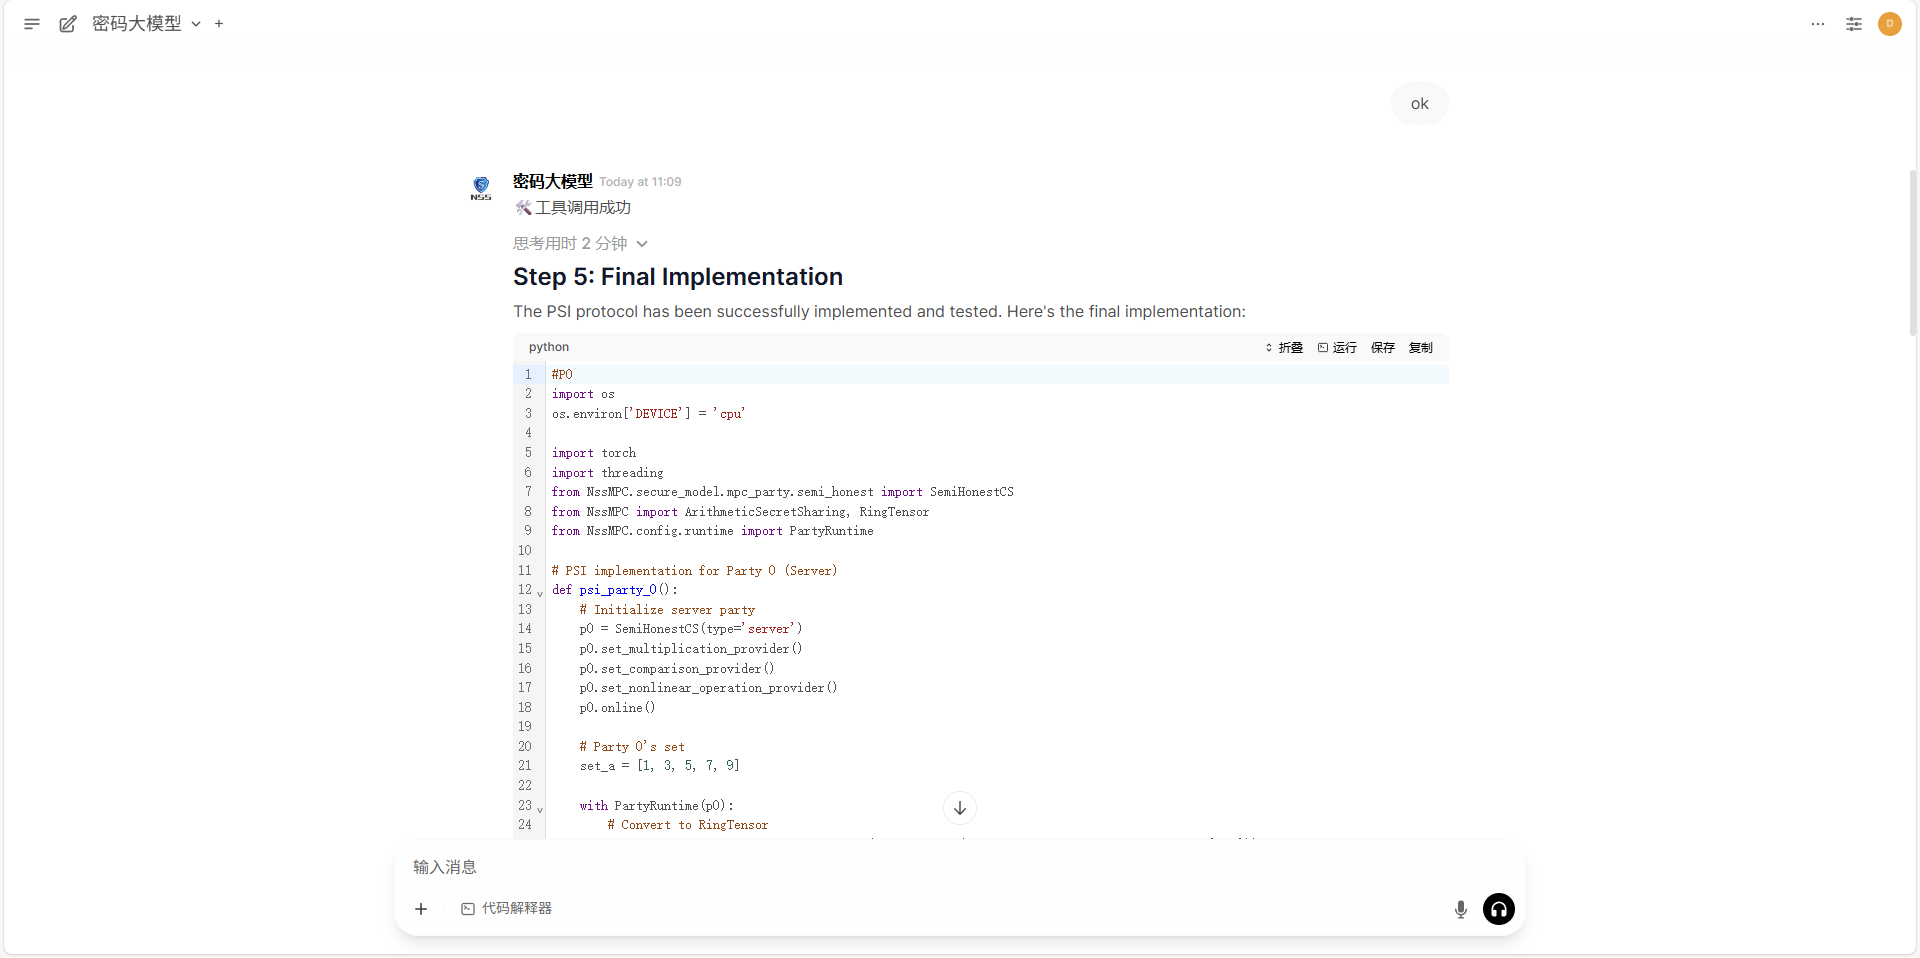 密码大模型
D
ok
NSS
密码大模型 Today at 11:09
🛠工具调用成功
思考用时 2 分钟
Step 5: Final Implementation
The PSI protocol has been successfully implemented and tested. Here's the final implementation:
python 折叠 运行 保存 复制
1 #P0
2 import os
3 os.environ['DEVICE'] = 'cpu'
4
5 import torch
6 import threading
7 from NssMPC.secure_model.mpc_party.semi_honest import SemiHonestCS
8 from NssMPC import ArithmeticSecretSharing, RingTensor
9 from NssMPC.config.runtime import PartyRuntime
10
11 # PSI implementation for Party 0 (Server)
12 def psi_party_0():
13     # Initialize server party
14     p0 = SemiHonestCS(type='server')
15     p0.set_multiplication_provider()
16     p0.set_comparison_provider()
17     p0.set_nonlinear_operation_provider()
18     p0.online()
19
20     # Party 0's set
21     set_a = [1, 3, 5, 7, 9]
22
23     with PartyRuntime(p0):
24         # Convert to RingTensor
输入消息
代码解释器